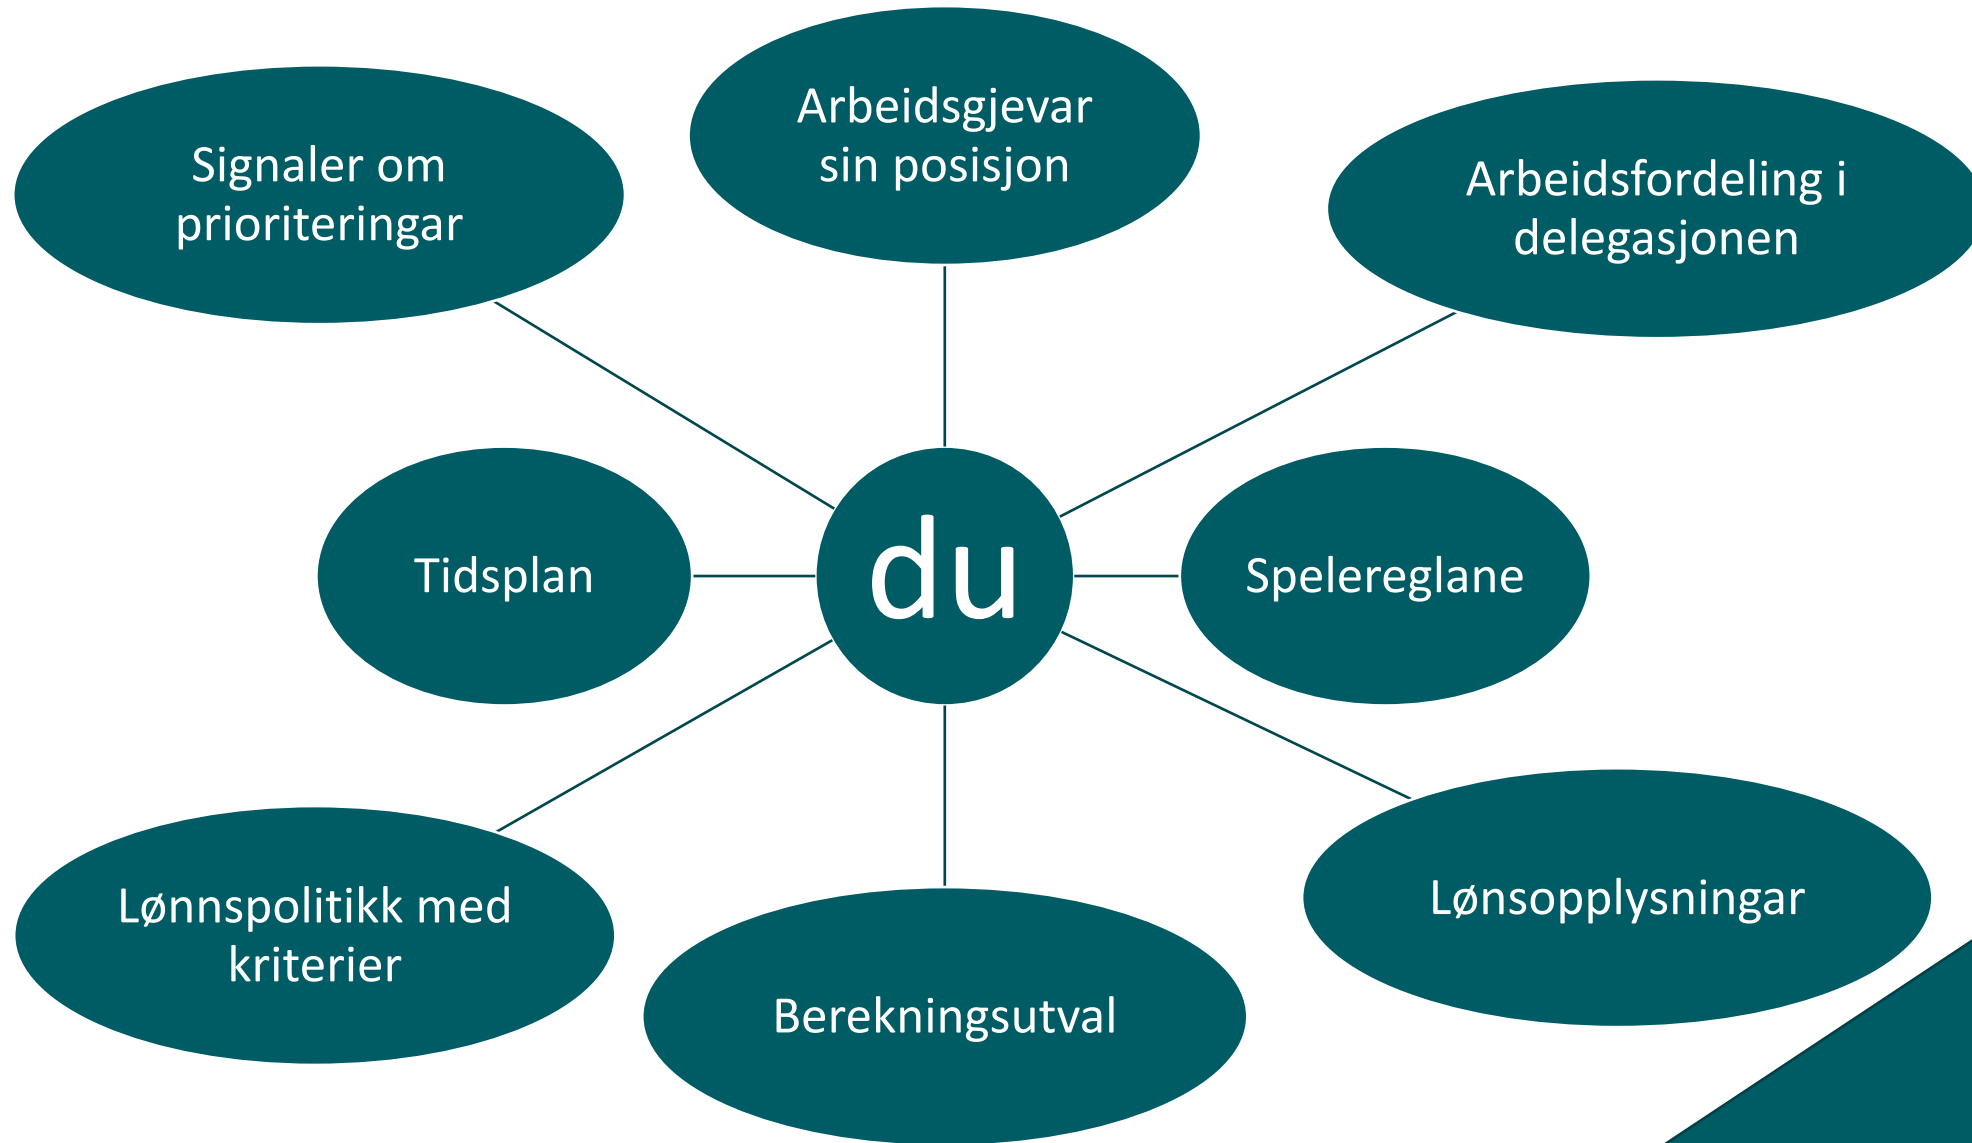 Signaler om
prioriteringar
Arbeidsgjevar
sin posisjon
Arbeidsfordeling i
delegasjonen
Tidsplan
du
Spelereglane
Lønnspolitikk med
kriterier
Berekningsutval
Lønsopplysningar